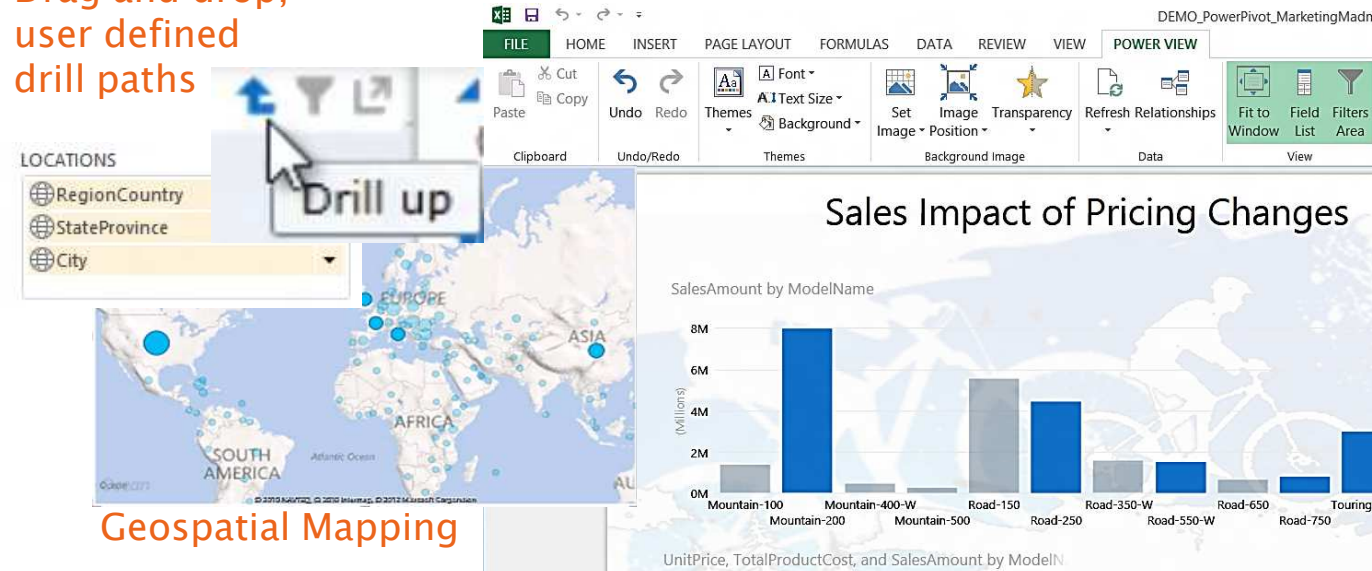 Drag and drop,
user defined
drill paths
Drill up
LOCATIONS
RegionCountry
StateProvince
City
EUROPE
ASIA
AFRICA
SOUTH
AMERICA
Atlantic Ocean
AU
Geospatial Mapping
DEMO_PowerPivot_MarketingMadn
FILE HOME INSERT PAGE LAYOUT FORMULAS DATA REVIEW VIEW POWER VIEW
Paste
Cut
Copy
Clipboard
Undo Redo
Undo/Redo
Themes
Font
Text Size
Background
Themes
Set
Image
Image
Position
Transparency
Background Image
Refresh Relationships
Data
Fit to
Window
Field
List
Filters
Area
View
Sales Impact of Pricing Changes
SalesAmount by ModelName
(Millions)
8M
6M
4M
2M
0M
Mountain-100 Mountain-400-W Road-150 Road-350-W Road-650 Touring
Mountain-200 Mountain-500 Road-250 Road-550-W Road-750
UnitPrice, TotalProductCost, and SalesAmount by ModelN